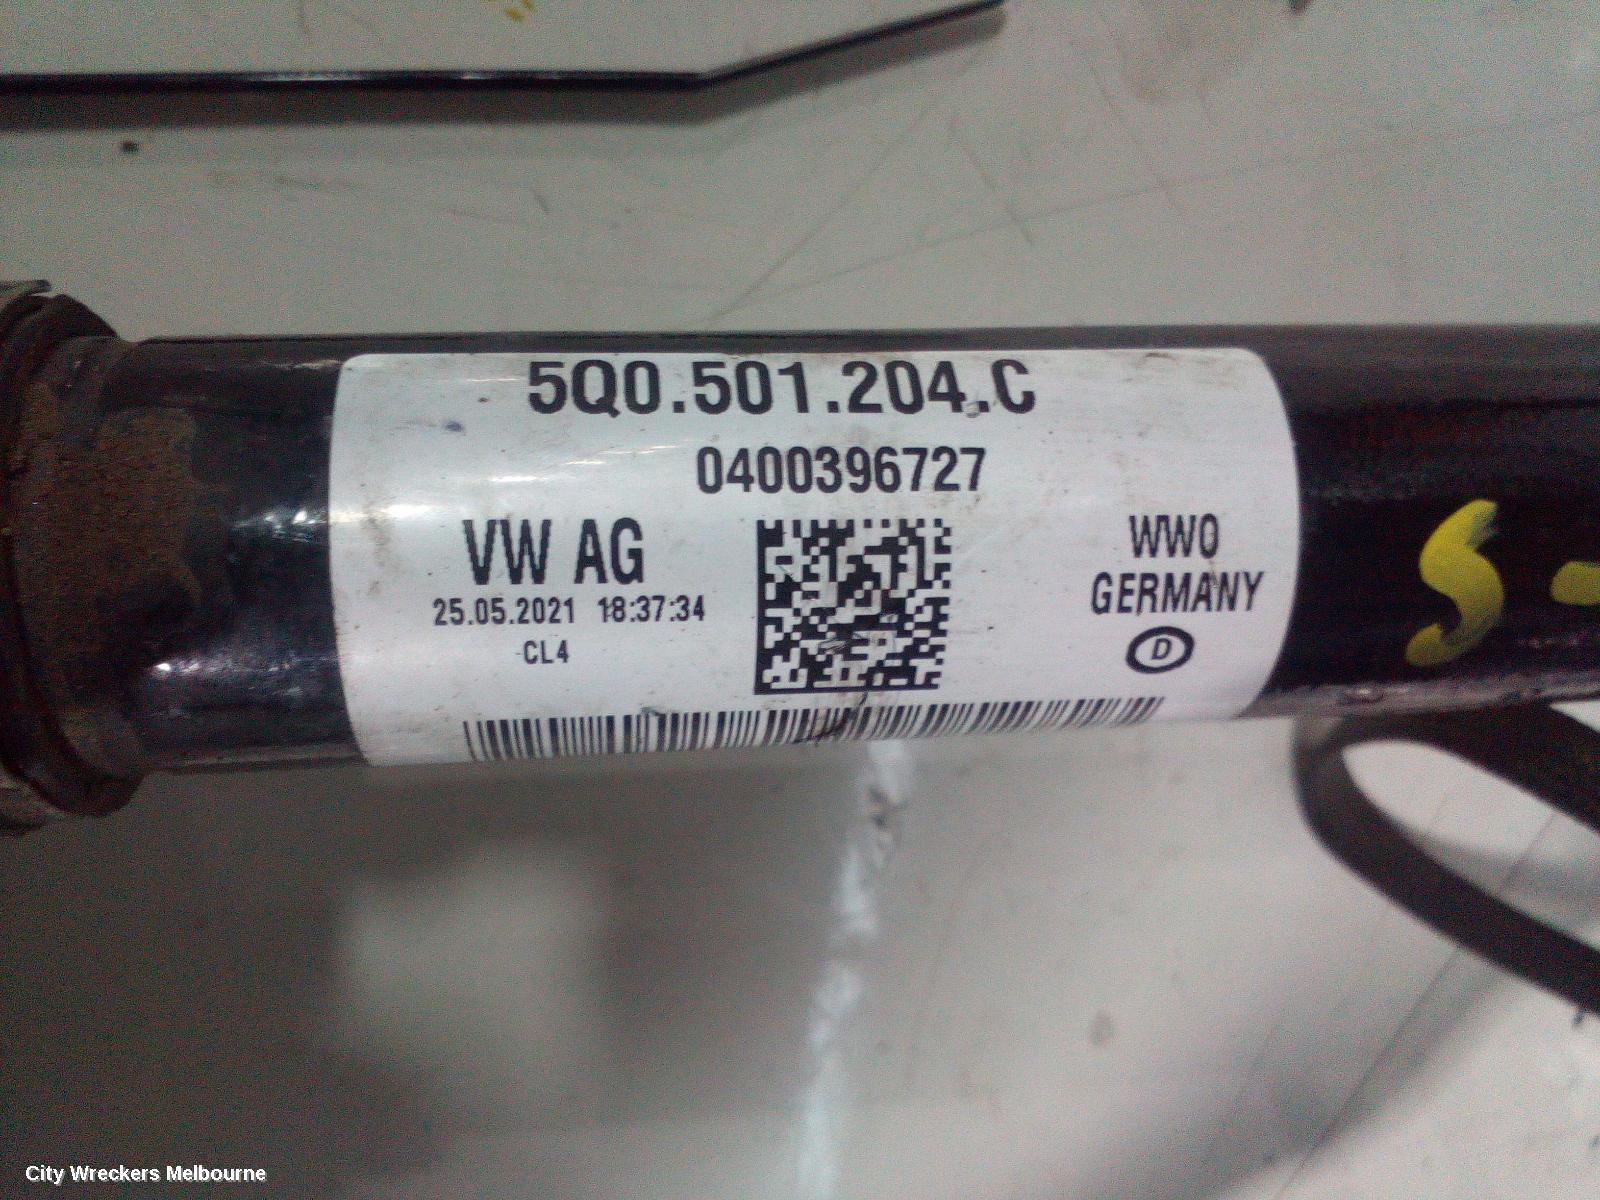 5Q0.501.204.C
0400396727
VW AG
25.05.2021 18:37:34
CL4
WWO
GERMANY
D
S-
City Wreckers Melbourne